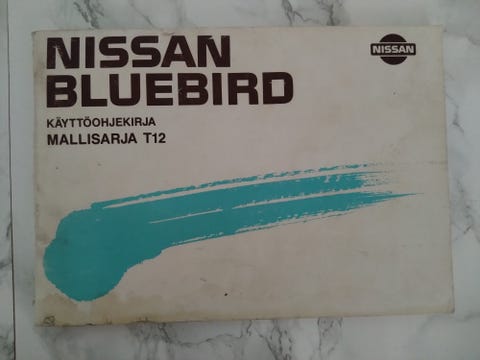 NISSAN
BLUEBIRD
KÄYTTÖOHJEKIRJA
MALLISARJA T12
NISSAN